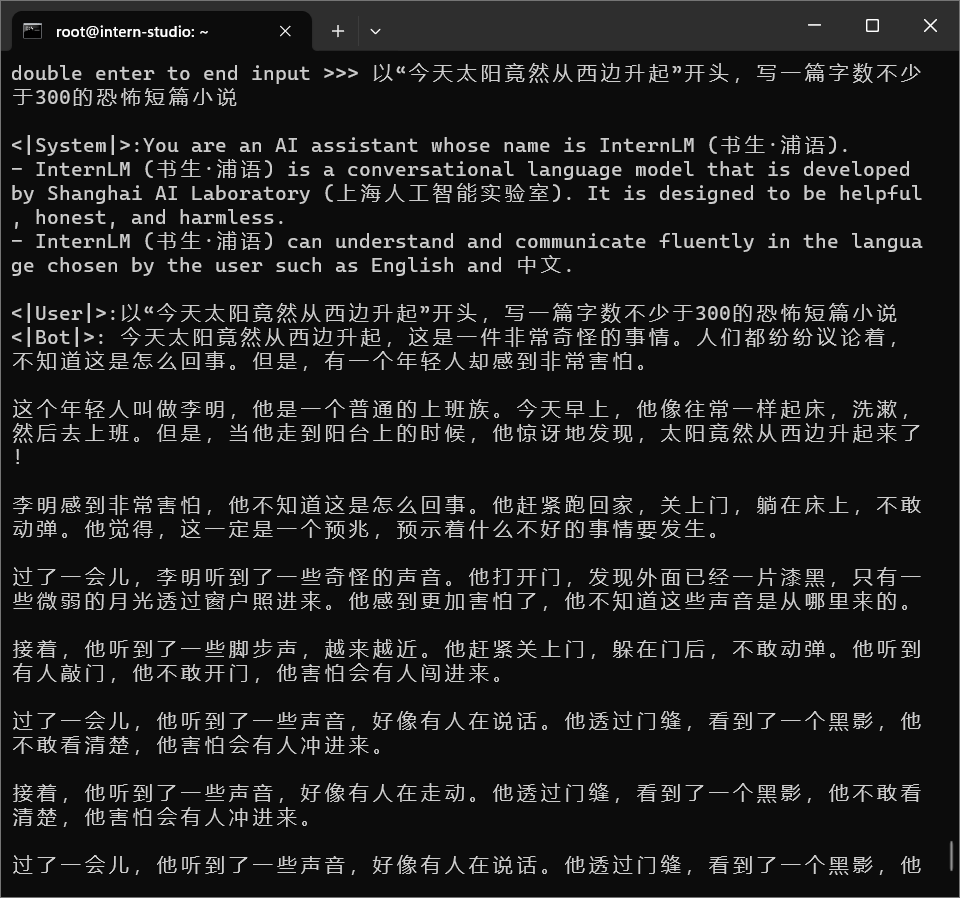 root@intern-studio: ~
double enter to end input >>> 以“今天太阳竟然从西边升起”开头，写一篇字数不少
于300的恐怖短篇小说
<|System|>:You are an AI assistant whose name is InternLM (书生·浦语).
- InternLM (书生·浦语) is a conversational language model that is developed
by Shanghai AI Laboratory (上海人工智能实验室). It is designed to be helpful
, honest, and harmless.
- InternLM (书生·浦语) can understand and communicate fluently in the langua
ge chosen by the user such as English and 中文.
<|User|>:以“今天太阳竟然从西边升起”开头，写一篇字数不少于300的恐怖短篇小说
<|Bot|>: 今天太阳竟然从西边升起，这是一件非常奇怪的事情。人们都纷纷议论着，
不知道这是怎么回事。但是，有一个年轻人却感到非常害怕。
这个年轻人叫做李明，他是一个普通的上班族。今天早上，他像往常一样起床，洗漱，
然后去上班。但是，当他走到阳台上的时候，他惊讶地发现，太阳竟然从西边升起来了
！
李明感到非常害怕，他不知道这是怎么回事。他赶紧跑回家，关上门，躺在床上，不敢
动弹。他觉得，这一定是一个预兆，预示着什么不好的事情要发生。
过了一会儿，李明听到了一些奇怪的声音。他打开门，发现外面已经一片漆黑，只有一
些微弱的月光透过窗户照进来。他感到更加害怕了，他不知道这些声音是从哪里来的。
接着，他听到了一些脚步声，越来越近。他赶紧关上门，躲在门后，不敢动弹。他听到
有人敲门，他不敢开门，他害怕会有人闯进来。
过了一会儿，他听到了一些声音，好像有人在说话。他透过门缝，看到了一个黑影，他
不敢看清楚，他害怕会有人冲进来。
接着，他听到了一些声音，好像有人在走动。他透过门缝，看到了一个黑影，他不敢看
清楚，他害怕会有人冲进来。
过了一会儿，他听到了一些声音，好像有人在说话。他透过门缝，看到了一个黑影，他